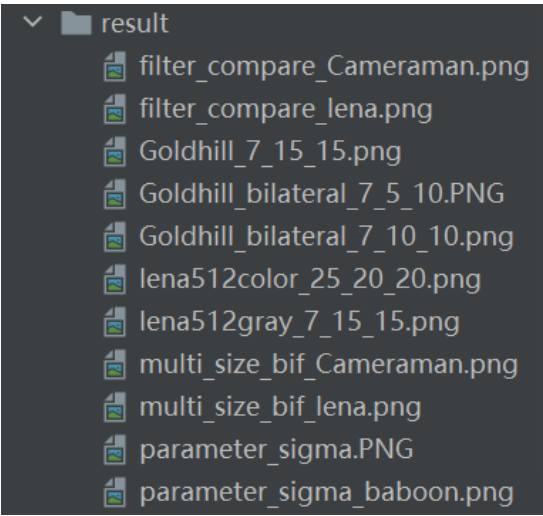 result
filter_compare_Cameraman.png
filter_compare_lena.png
Goldhill_7_15_15.png
Goldhill_bilateral_7_5_10.PNG
Goldhill_bilateral_7_10_10.png
lena512color_25_20_20.png
lena512gray_7_15_15.png
multi_size_bif_Cameraman.png
multi_size_bif_lena.png
parameter_sigma.PNG
parameter_sigma_baboon.png